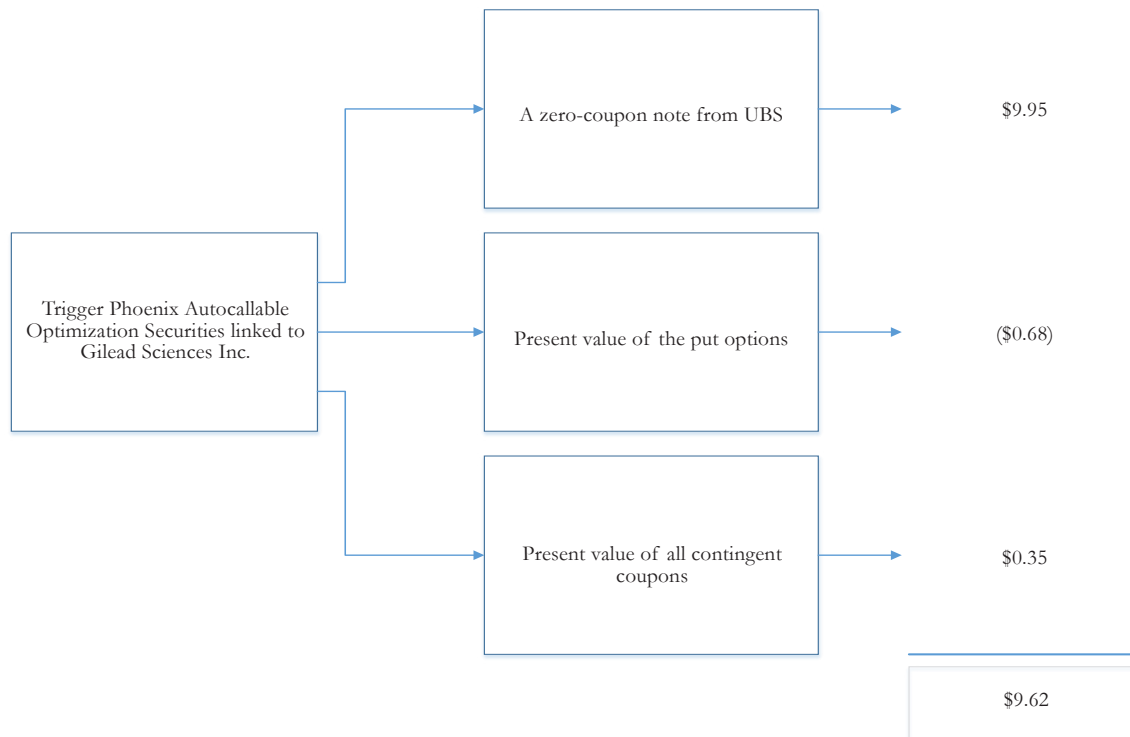 A zero-coupon note from UBS
$9.95
Trigger Phoenix Autocallable
Optimization Securities linked to
Gilead Sciences Inc.
Present value of the put options
($0.68)
Present value of all contingent
coupons
$0.35
$9.62